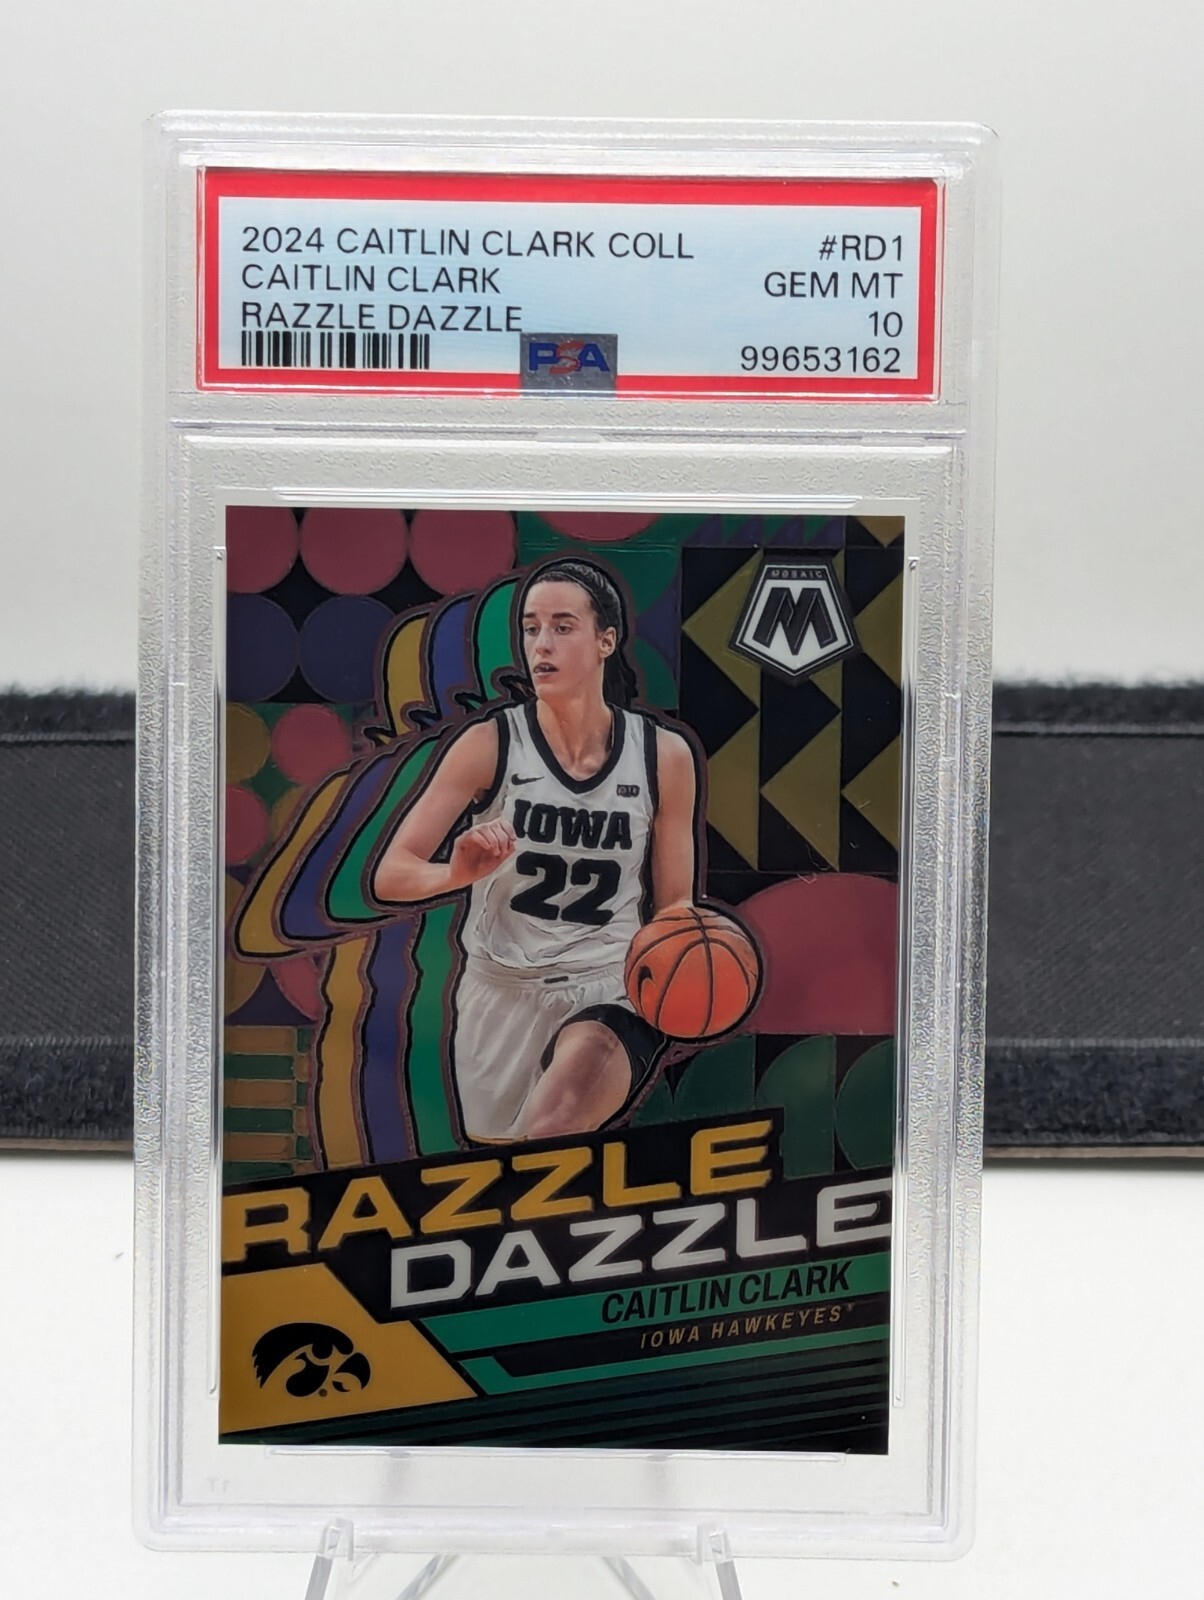 2024 CAITLIN CLARK COLL #RD1
CAITLIN CLARK GEM MT
RAZZLE DAZZLE 10
PSA 99653162
MOSAIC
M
IOWA
22
RAZZLE
DAZZLE
CAITLIN CLARK
IOWA HAWKEYES